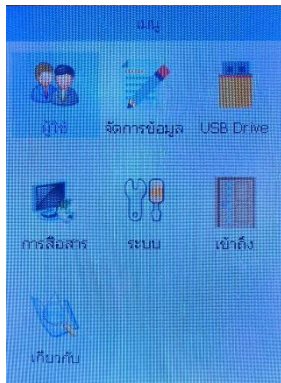 เมนู
ผู้ใช้ จัดการข้อมูล USB Drive
การสื่อสาร ระบบ เข้าถึง
เกี่ยวกับ